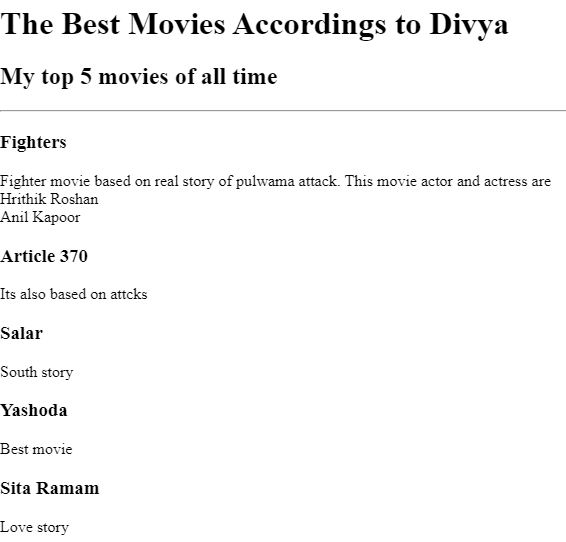 The Best Movies Accordings to Divya
My top 5 movies of all time
Fighters
Fighter movie based on real story of pulwama attack. This movie actor and actress are
Hrithik Roshan
Anil Kapoor
Article 370
Its also based on attcks
Salar
South story
Yashoda
Best movie
Sita Ramam
Love story